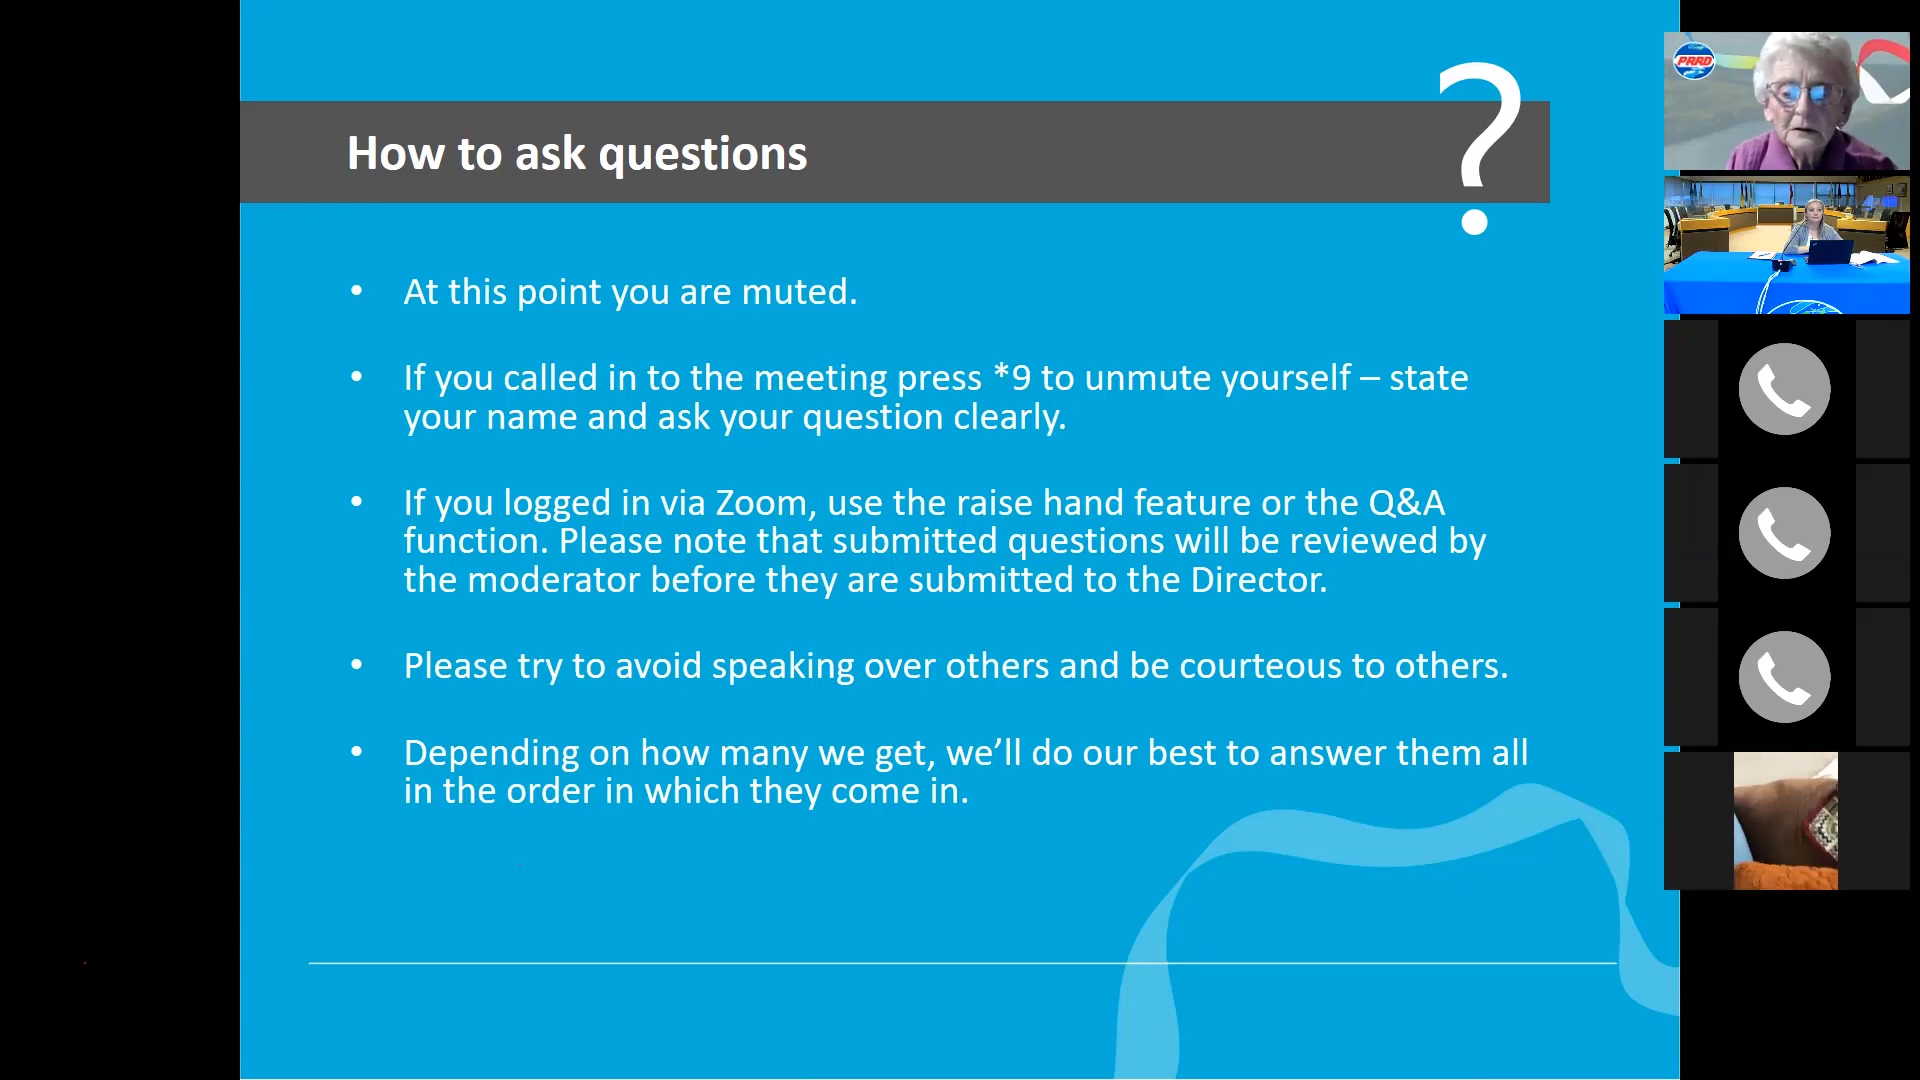 ?
How to ask questions
PRRD
• At this point you are muted.
• If you called in to the meeting press *9 to unmute yourself – state
your name and ask your question clearly.
• If you logged in via Zoom, use the raise hand feature or the Q&A
function. Please note that submitted questions will be reviewed by
the moderator before they are submitted to the Director.
• Please try to avoid speaking over others and be courteous to others.
• Depending on how many we get, we’ll do our best to answer them all
in the order in which they come in.